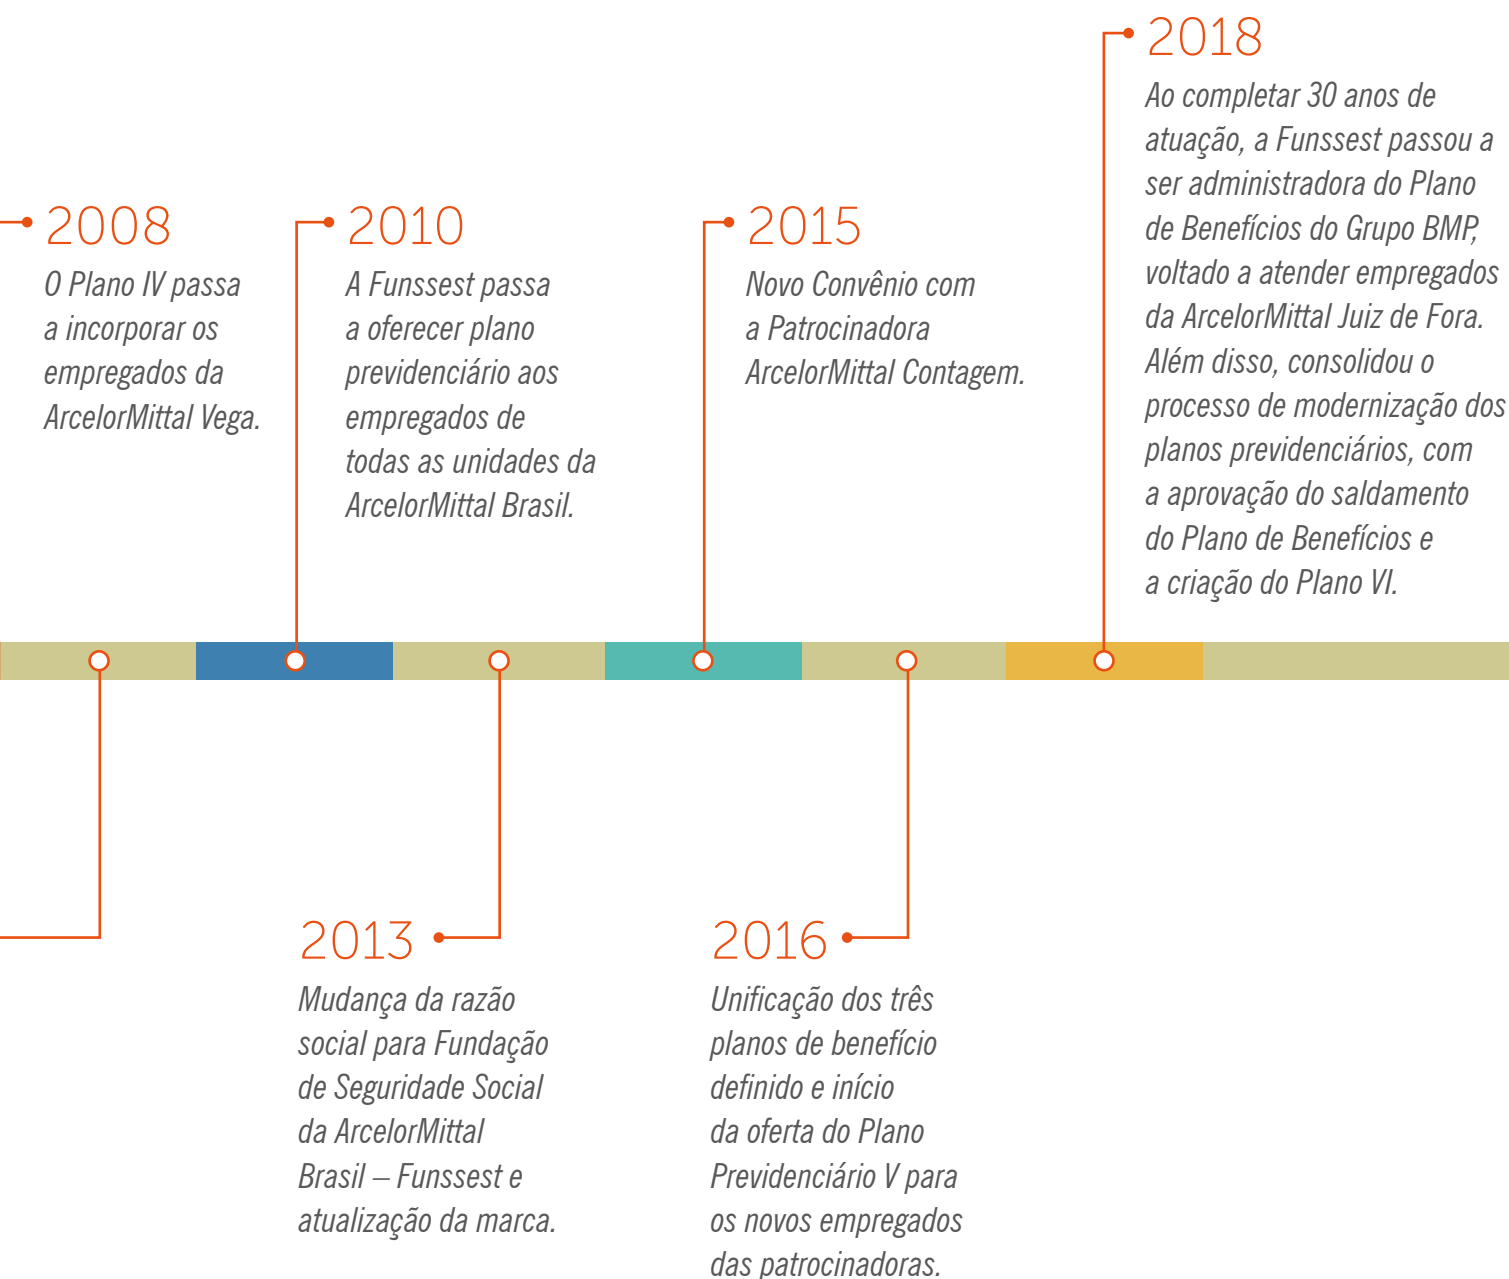 2008
O Plano IV passa
a incorporar os
empregados da
ArcelorMittal Vega.
2010
A Funssest passa
a oferecer plano
previdenciário aos
empregados de
todas as unidades da
ArcelorMittal Brasil.
2015
Novo Convênio com
a Patrocinadora
ArcelorMittal Contagem.
2018
Ao completar 30 anos de
atuação, a Funssest passou a
ser administradora do Plano
de Benefícios do Grupo BMP,
voltado a atender empregados
da ArcelorMittal Juiz de Fora.
Além disso, consolidou o
processo de modernização dos
planos previdenciários, com
a aprovação do saldamento
do Plano de Benefícios e
a criação do Plano VI.
2013
Mudança da razão
social para Fundação
de Seguridade Social
da ArcelorMittal
Brasil – Funssest e
atualização da marca.
2016
Unificação dos três
planos de benefício
definido e início
da oferta do Plano
Previdenciário V para
os novos empregados
das patrocinadoras.